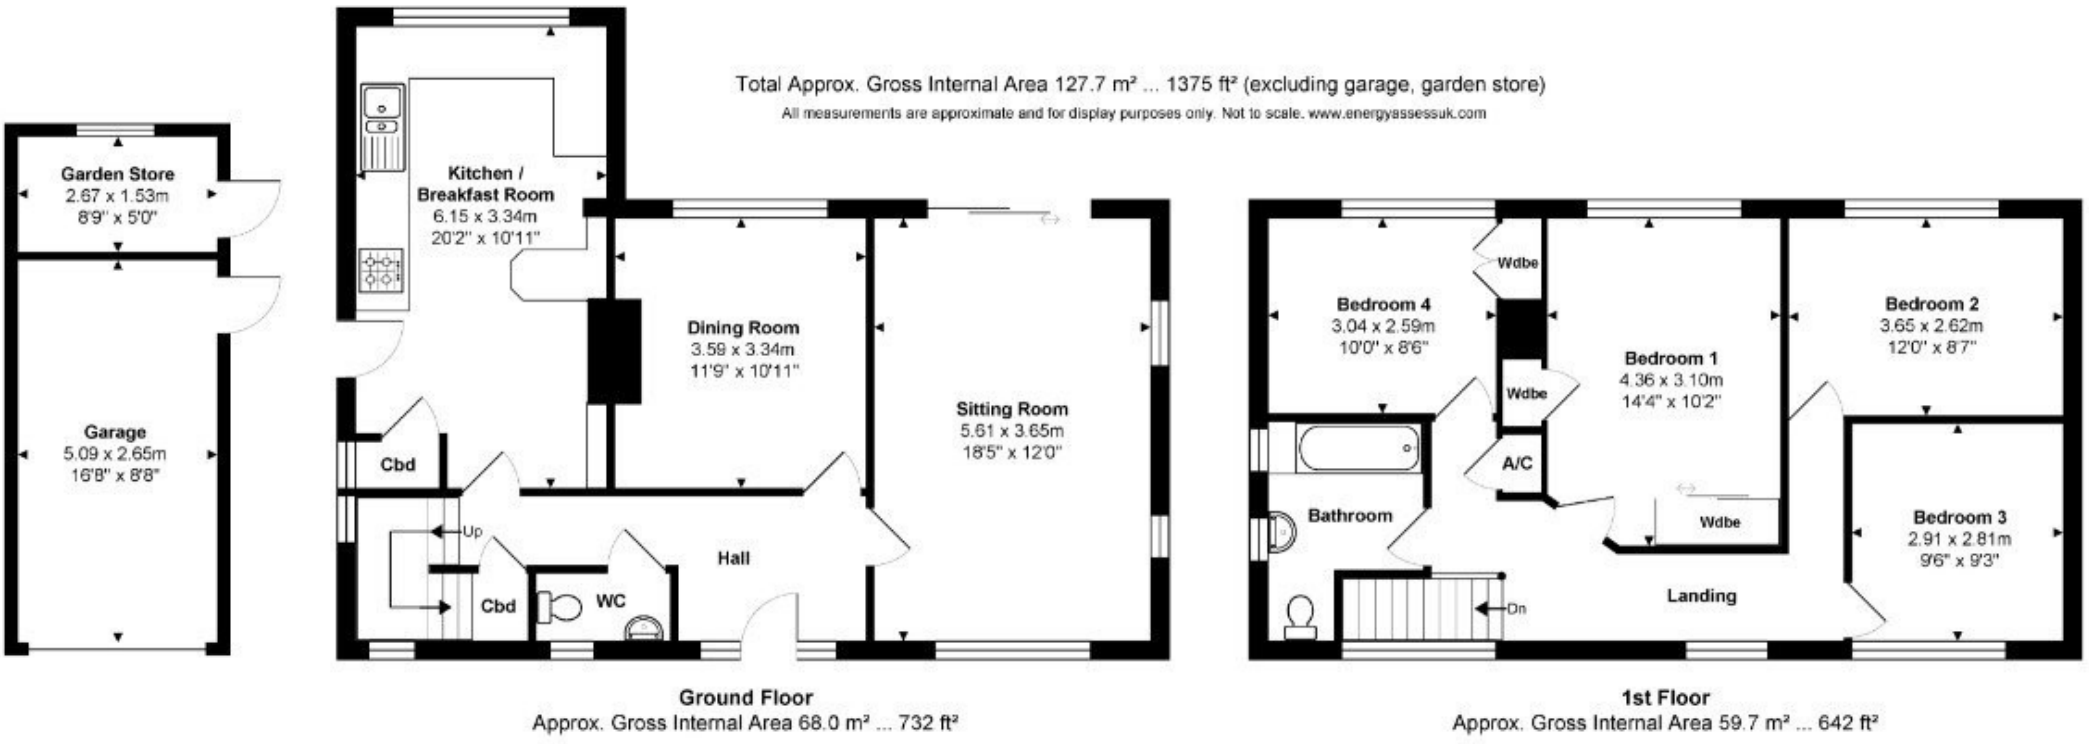 Total Approx. Gross Internal Area 127.7 m² ... 1375 ft² (excluding garage, garden store)
All measurements are approximate and for display purposes only. Not to scale. www.energyassessuk.com
Garden Store
2.67 x 1.53m
8'9" x 5'0"
Garage
5.09 x 2.65m
16'8" x 8'8"
Kitchen /
Breakfast Room
6.15 x 3.34m
20'2" x 10'11"
Dining Room
3.59 x 3.34m
11'9" x 10'11"
Sitting Room
5.61 x 3.65m
18'5" x 12'0"
Cbd
Up
Cbd
WC
Hall
Ground Floor
Approx. Gross Internal Area 68.0 m² ... 732 ft²
Bedroom 4
3.04 x 2.59m
10'0" x 8'6"
Wdbe
Wdbe
A/C
Bedroom 1
4.36 x 3.10m
14'4" x 10'2"
Wdbe
Bedroom 2
3.65 x 2.62m
12'0" x 8'7"
Bedroom 3
2.91 x 2.81m
9'6" x 9'3"
Bathroom
Dn
Landing
1st Floor
Approx. Gross Internal Area 59.7 m² ... 642 ft²